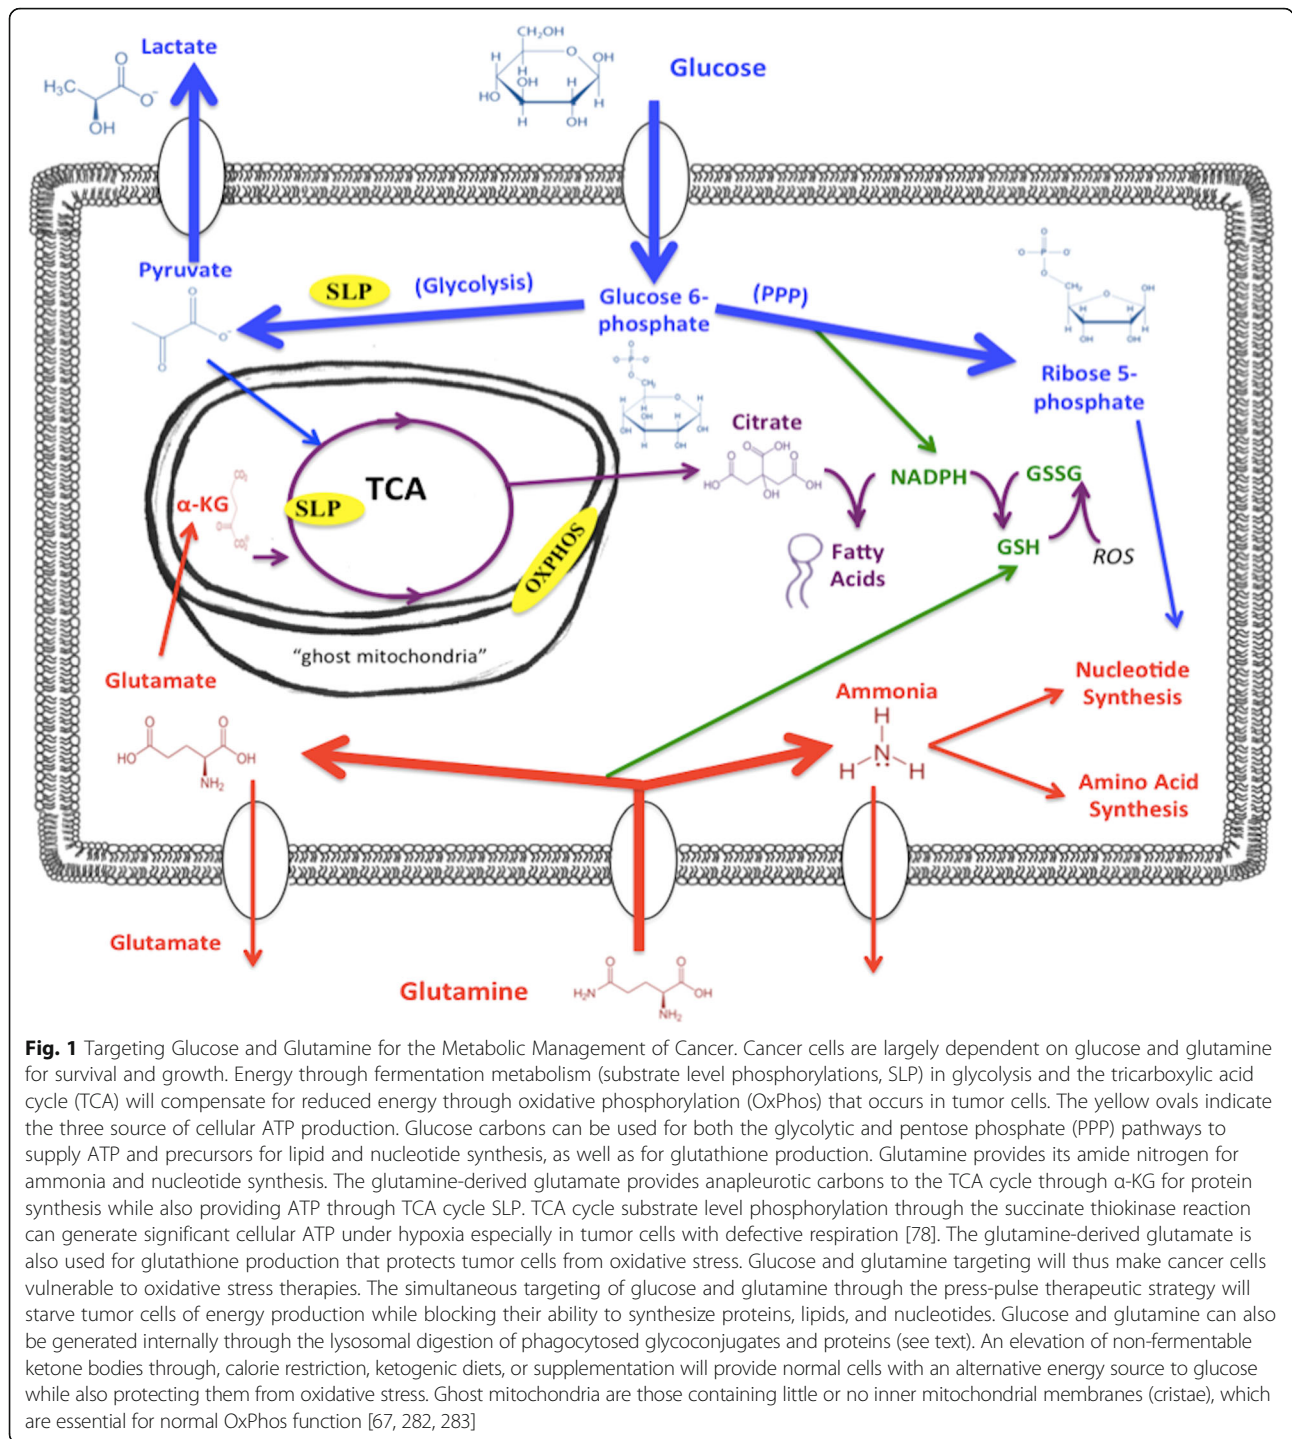 Lactate
H₃C
O
O⁻
OH
CH₂OH
H
O
OH
H
OH
H
HO
H
H
OH
Glucose
Pyruvate
O
O⁻
O
SLP
(Glycolysis)
Glucose 6-
phosphate
(PPP)
Ribose 5-
phosphate
TCA
SLP
α-KG
OXPHOS
"ghost mitochondria"
Citrate
O
OH
O
O
HO
OH
OH
NADPH
GSSG
GSH
ROS
Fatty
Acids
Glutamate
O
O
HO
OH
NH₂
Ammonia
H
N
H
H
Nucleotide
Synthesis
Amino Acid
Synthesis
Glutamate
Glutamine
O
O
H₂N
OH
NH₂
Fig. 1 Targeting Glucose and Glutamine for the Metabolic Management of Cancer. Cancer cells are largely dependent on glucose and glutamine
for survival and growth. Energy through fermentation metabolism (substrate level phosphorylations, SLP) in glycolysis and the tricarboxylic acid
cycle (TCA) will compensate for reduced energy through oxidative phosphorylation (OxPhos) that occurs in tumor cells. The yellow ovals indicate
the three source of cellular ATP production. Glucose carbons can be used for both the glycolytic and pentose phosphate (PPP) pathways to
supply ATP and precursors for lipid and nucleotide synthesis, as well as for glutathione production. Glutamine provides its amide nitrogen for
ammonia and nucleotide synthesis. The glutamine-derived glutamate provides anapleurotic carbons to the TCA cycle through α-KG for protein
synthesis while also providing ATP through TCA cycle SLP. TCA cycle substrate level phosphorylation through the succinate thiokinase reaction
can generate significant cellular ATP under hypoxia especially in tumor cells with defective respiration [78]. The glutamine-derived glutamate is
also used for glutathione production that protects tumor cells from oxidative stress. Glucose and glutamine targeting will thus make cancer cells
vulnerable to oxidative stress therapies. The simultaneous targeting of glucose and glutamine through the press-pulse therapeutic strategy will
starve tumor cells of energy production while blocking their ability to synthesize proteins, lipids, and nucleotides. Glucose and glutamine can also
be generated internally through the lysosomal digestion of phagocytosed glycoconjugates and proteins (see text). An elevation of non-fermentable
ketone bodies through, calorie restriction, ketogenic diets, or supplementation will provide normal cells with an alternative energy source to glucose
while also protecting them from oxidative stress. Ghost mitochondria are those containing little or no inner mitochondrial membranes (cristae), which
are essential for normal OxPhos function [67, 282, 283]